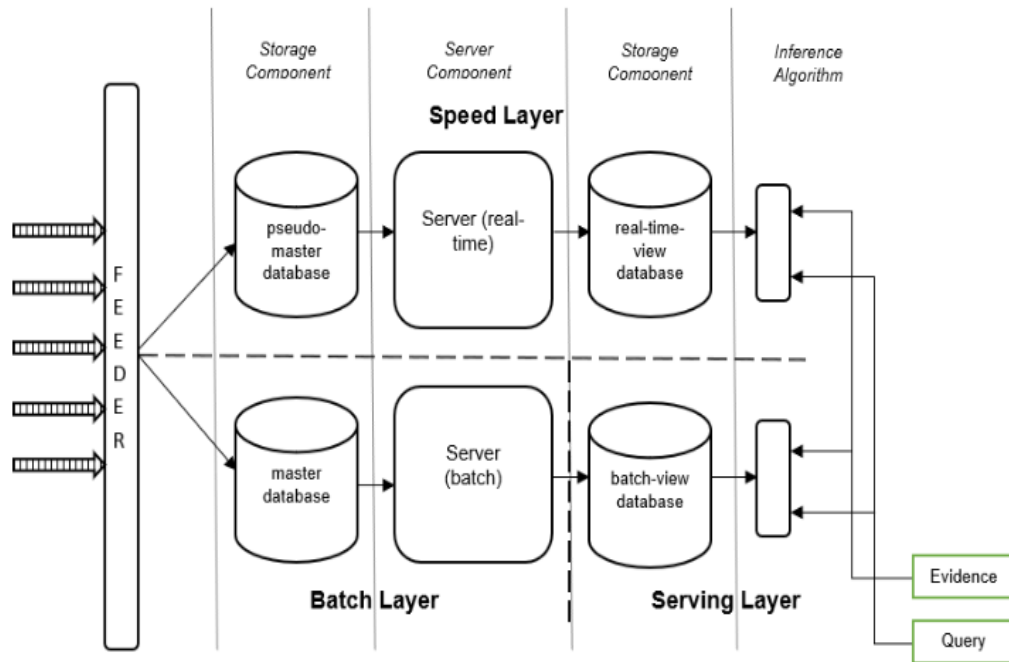 Storage
Component
Server
Component
Storage
Component
Inference
Algorithm
Speed Layer
F
E
E
D
E
R
pseudo-
master
database
Server (real-
time)
real-time-
view
database
master
database
Server
(batch)
batch-view
database
Batch Layer
Serving Layer
Evidence
Query